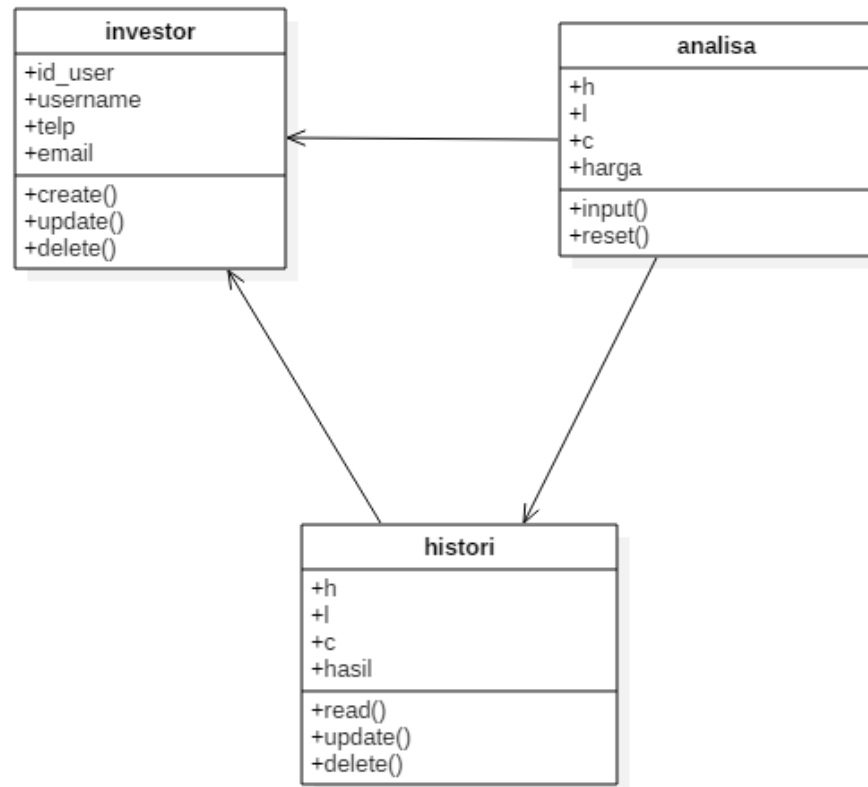 investor
+id_user
+username
+telp
+email
+create()
+update()
+delete()
analisa
+h
+l
+c
+harga
+input()
+reset()
histori
+h
+l
+c
+hasil
+read()
+update()
+delete()